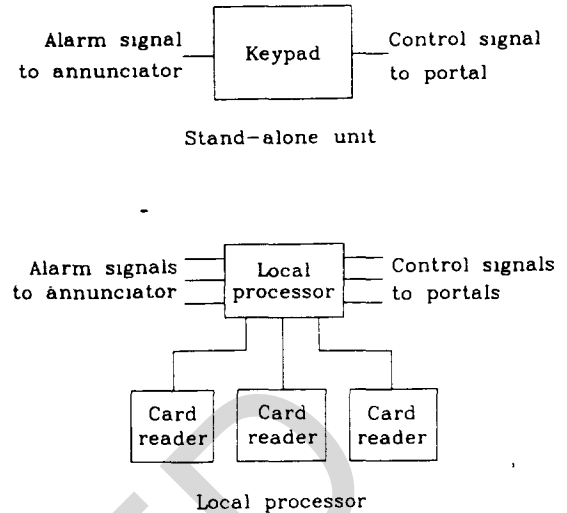 Alarm signal
to annunciator
Keypad
Control signal
to portal
Stand-alone unit
Alarm signals
to annunciator
Local
processor
Control signals
to portals
Card
reader
Card
reader
Card
reader
Local processor